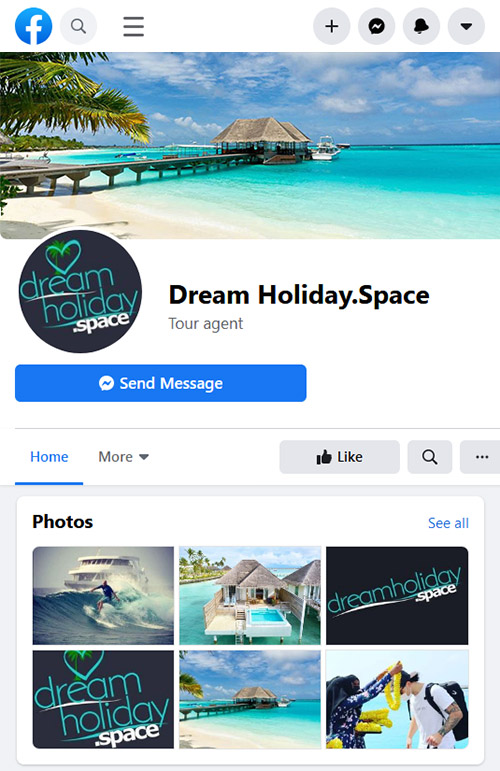 dream
holiday
.space
Dream Holiday.Space
Tour agent
Send Message
Home
More
Like
Photos
See all
dreamholiday
.space
dream
holiday
.space